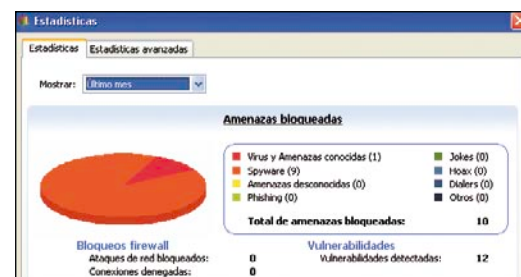 Estadísticas
Estadísticas Estadísticas avanzadas
Mostrar: Último mes
Amenazas bloqueadas
Virus y Amenazas conocidas (1) Jokes (0)
Spyware (9) Hoax (0)
Amenazas desconocidas (0) Dialers (0)
Phishing (0) Otros (0)
Total de amenazas bloqueadas: 10
Bloqueos firewall Vulnerabilidades
Ataques de red bloqueados: 0 Vulnerabilidades detectadas: 12
Conexiones denegadas: 0